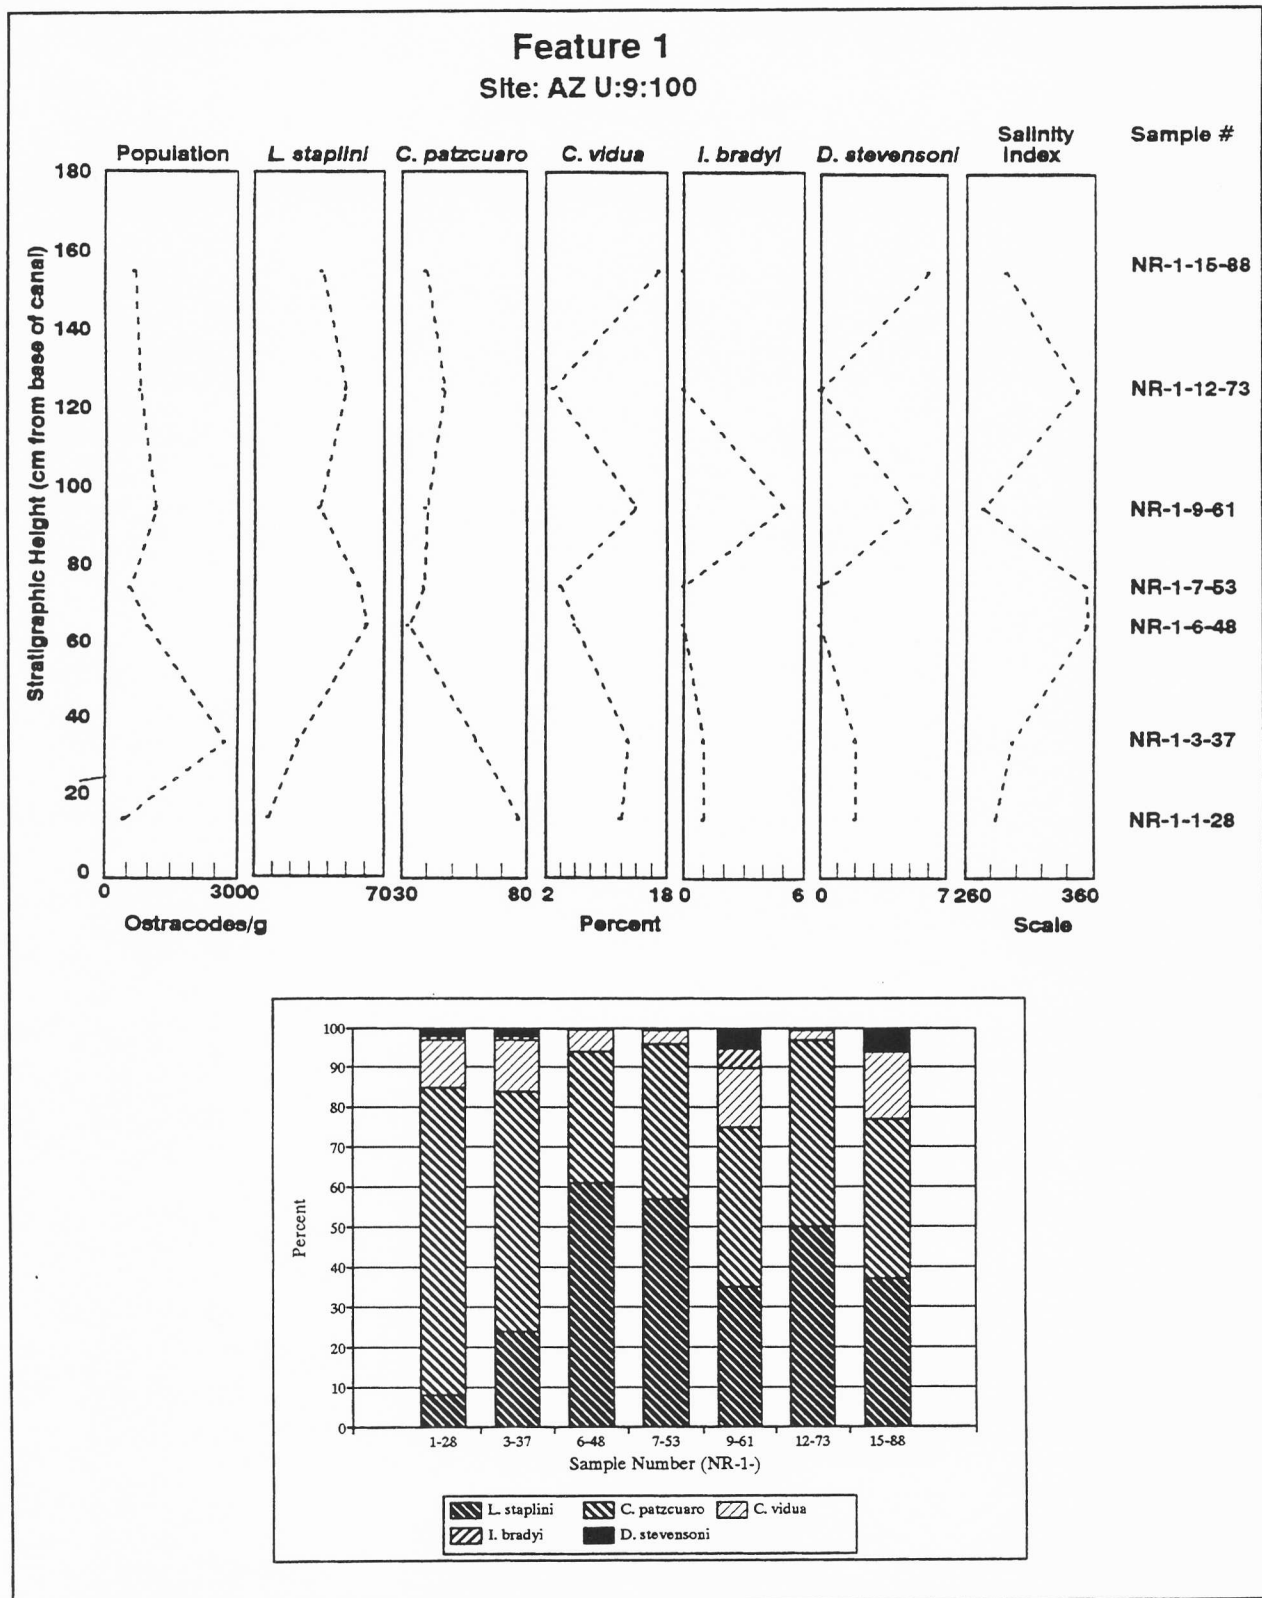 Feature 1
Site: AZ U:9:100
Population L. staplini C. patzcuaro C. vidua I. bradyi D. stevensoni Salinity Index Sample #
Stratigraphic Height (cm from base of canal)
180
160
140
120
100
80
60
40
20
0
NR-1-15-88
NR-1-12-73
NR-1-9-61
NR-1-7-53
NR-1-6-48
NR-1-3-37
NR-1-1-28
0 3000 0 70 30 80 2 18 0 6 0 7 260 360
Ostracodes/g Percent Scale
Percent
100
90
80
70
60
50
40
30
20
10
0
1-28 3-37 6-48 7-53 9-61 12-73 15-88
Sample Number (NR-1-)
L. staplini C. patzcuaro C. vidua
I. bradyi D. stevensoni